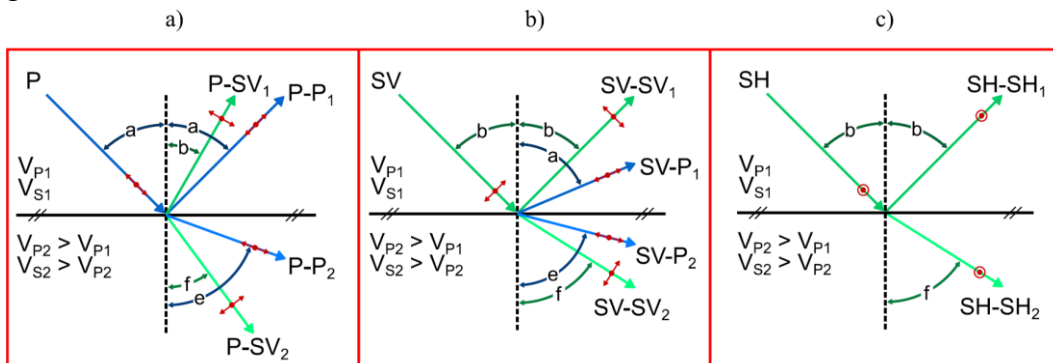 a)
b)
c)
P
P-SV1
P-P1
a
a
b
VP1
VS1
VP2 > VP1
VS2 > VP2
f
e
P-P2
P-SV2
SV
SV-SV1
b
b
a
VP1
VS1
SV-P1
VP2 > VP1
VS2 > VP2
SV-P2
e
f
SV-SV2
SH
SH-SH1
b
b
VP1
VS1
VP2 > VP1
VS2 > VP2
f
SH-SH2